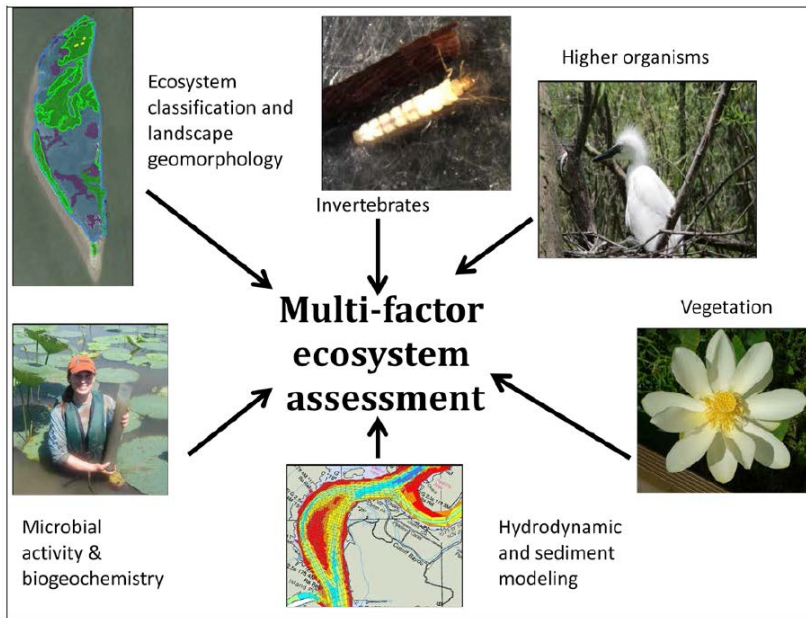 Ecosystem
classification and
landscape
geomorphology
Invertebrates
Higher organisms
Multi-factor
ecosystem
assessment
Vegetation
Microbial
activity &
biogeochemistry
Hydrodynamic
and sediment
modeling